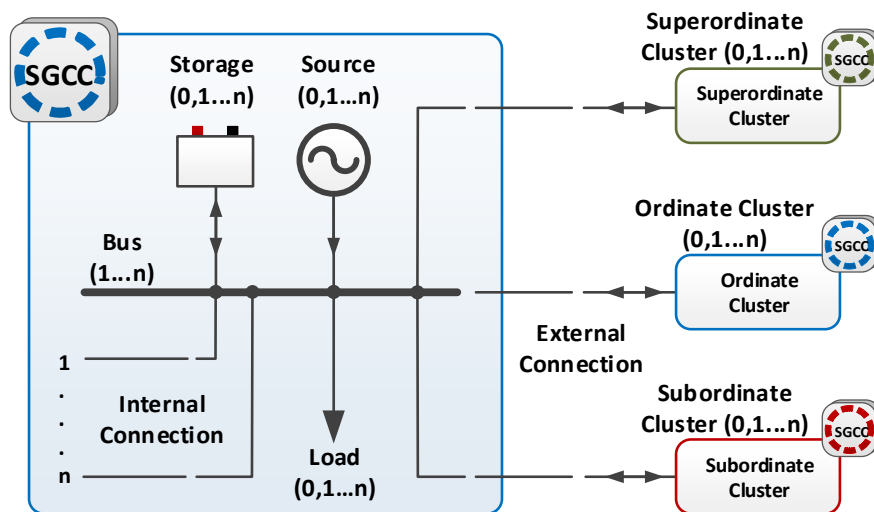 SGCC
Storage
(0,1...n)
Source
(0,1...n)
Bus
(1...n)
1
.
.
.
.
n
Internal
Connection
Load
(0,1...n)
External
Connection
Superordinate
Cluster (0,1...n)
SGCC
Superordinate
Cluster
Ordinate Cluster
(0,1...n)
SGCC
Ordinate
Cluster
Subordinate
Cluster (0,1...n)
SGCC
Subordinate
Cluster